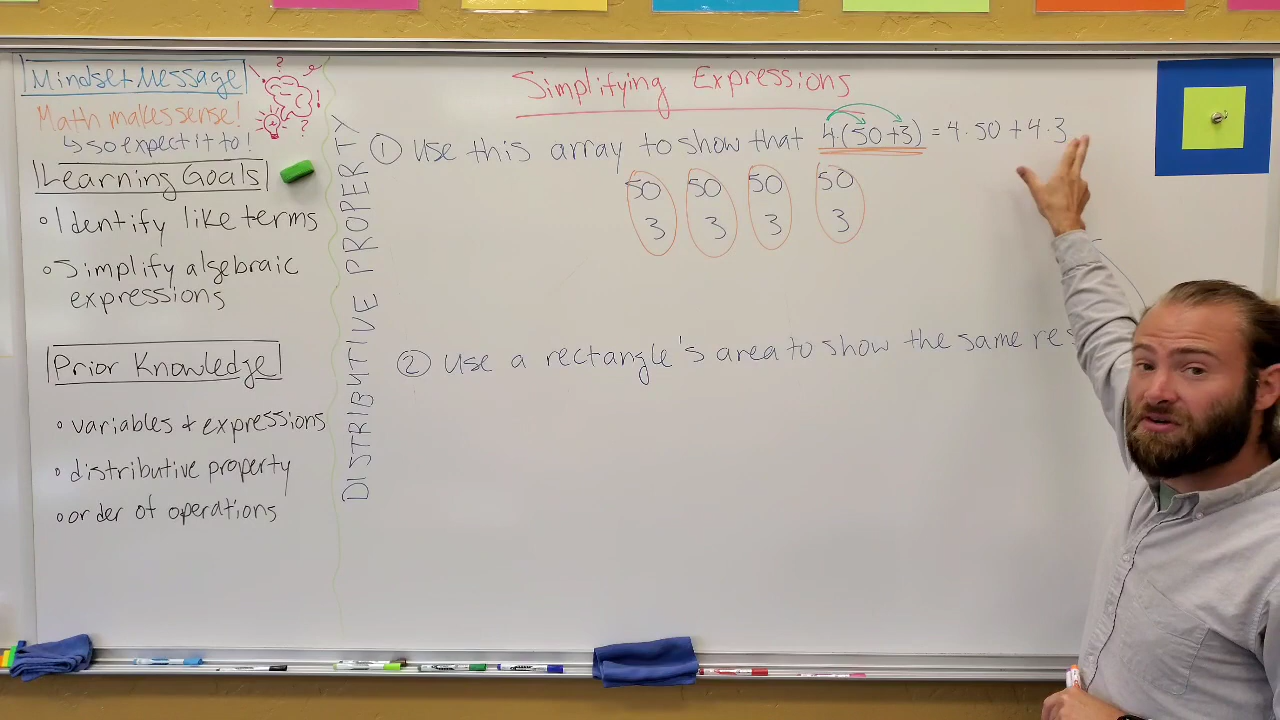 Mindset Message
Math makes sense!
↳ so expect it to!
Learning Goals
◦ Identify like terms
◦ Simplify algebraic
expressions
Prior Knowledge
◦ variables + expressions
◦ distributive property
◦ order of operations
DISTRIBUTIVE PROPERTY
Simplifying Expressions
① Use this array to show that 4(50+3) = 4·50 + 4·3
50 50 50 50
3 3 3 3
② Use a rectangle's area to show the same